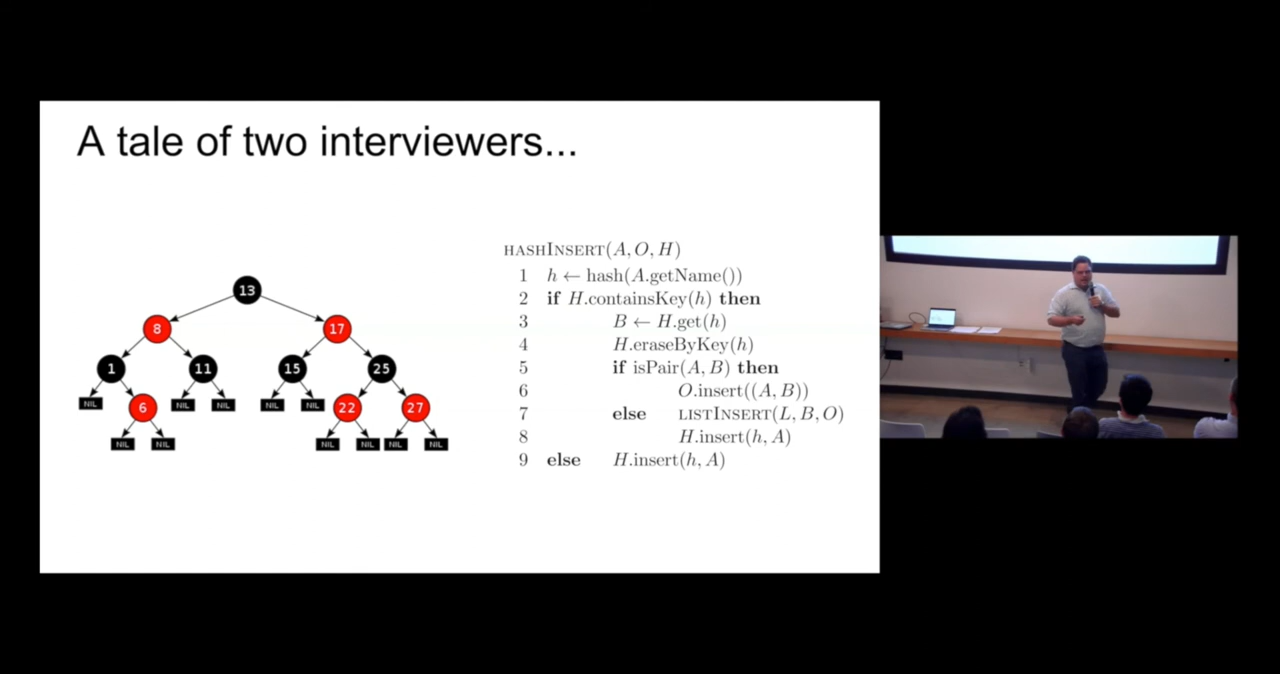 A tale of two interviewers...
13
8 17
1 11 15 25
NIL 6 NIL NIL NIL NIL 22 27
NIL NIL NIL NIL NIL NIL
HASHINSERT(A, O, H)
1 h ← hash(A.getName())
2 if H.containsKey(h) then
3 B ← H.get(h)
4 H.eraseByKey(h)
5 if isPair(A, B) then
6 O.insert((A, B))
7 else LISTINSERT(L, B, O)
8 H.insert(h, A)
9 else H.insert(h, A)